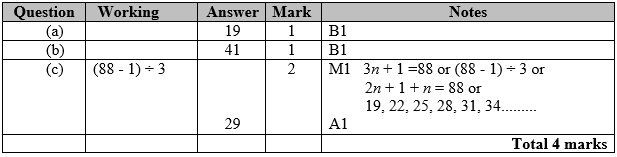 Question Working Answer Mark Notes
(a) 19 1 B1
(b) 41 1 B1
(c) (88 - 1) ÷ 3 2 M1 3n + 1 =88 or (88 - 1) ÷ 3 or
2n + 1 + n = 88 or
19, 22, 25, 28, 31, 34.........
29 A1
Total 4 marks